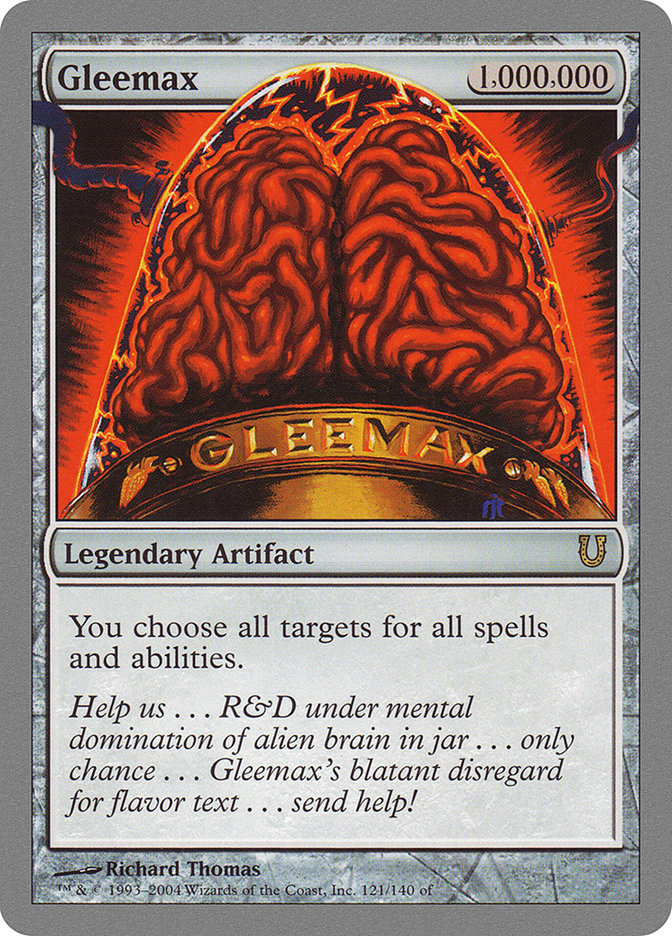 Gleemax
1,000,000
GLEEMAX
Legendary Artifact
You choose all targets for all spells
and abilities.
Help us . . . R&D under mental
domination of alien brain in jar . . . only
chance . . . Gleemax's blatant disregard
for flavor text . . . send help!
Richard Thomas
™ & © 1993–2004 Wizards of the Coast, Inc. 121/140 of